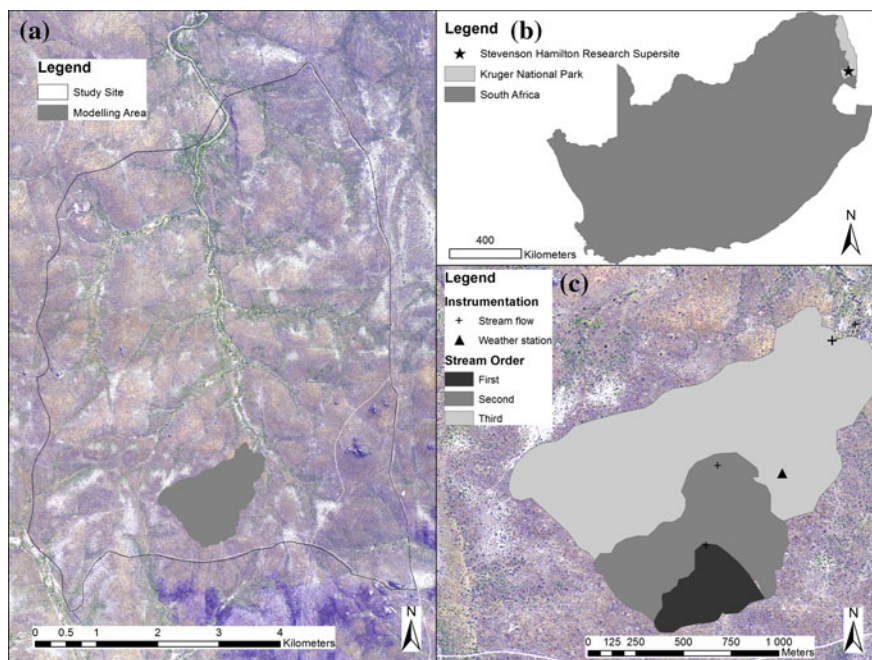 (a)
Legend
Study Site
Modelling Area
N
0 0.5 1 2 3 4
Kilometers
(b)
Legend
Stevenson Hamilton Research Supersite
Kruger National Park
South Africa
N
400
Kilometers
(c)
Legend
Instrumentation
Stream flow
Weather station
Stream Order
First
Second
Third
N
0 125 250 500 750 1 000
Meters